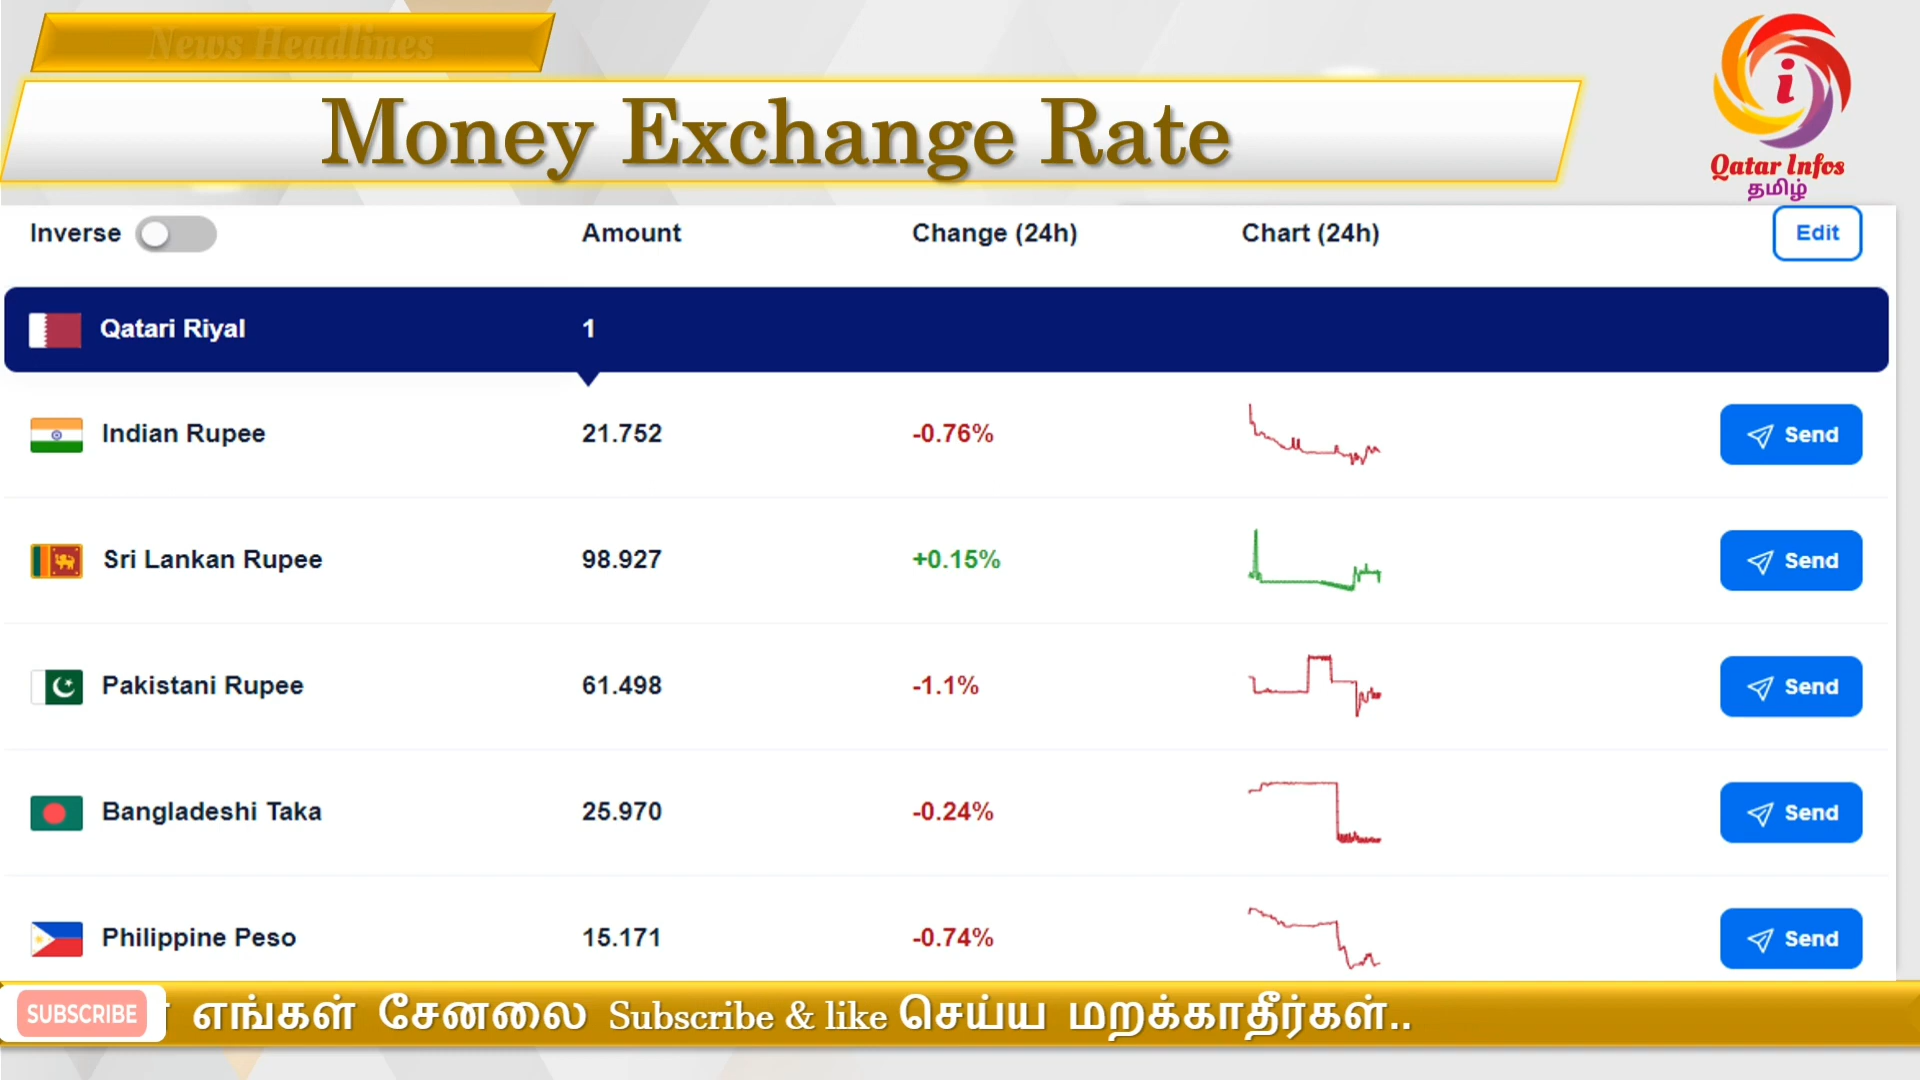 News Headlines
Money Exchange Rate
i
Qatar Infos
தமிழ்
Inverse Amount Change (24h) Chart (24h) Edit
Qatari Riyal 1
Indian Rupee 21.752 -0.76% Send
Sri Lankan Rupee 98.927 +0.15% Send
Pakistani Rupee 61.498 -1.1% Send
Bangladeshi Taka 25.970 -0.24% Send
Philippine Peso 15.171 -0.74% Send
SUBSCRIBE எங்கள் சேனலை Subscribe & like செய்ய மறக்காதீர்கள்..